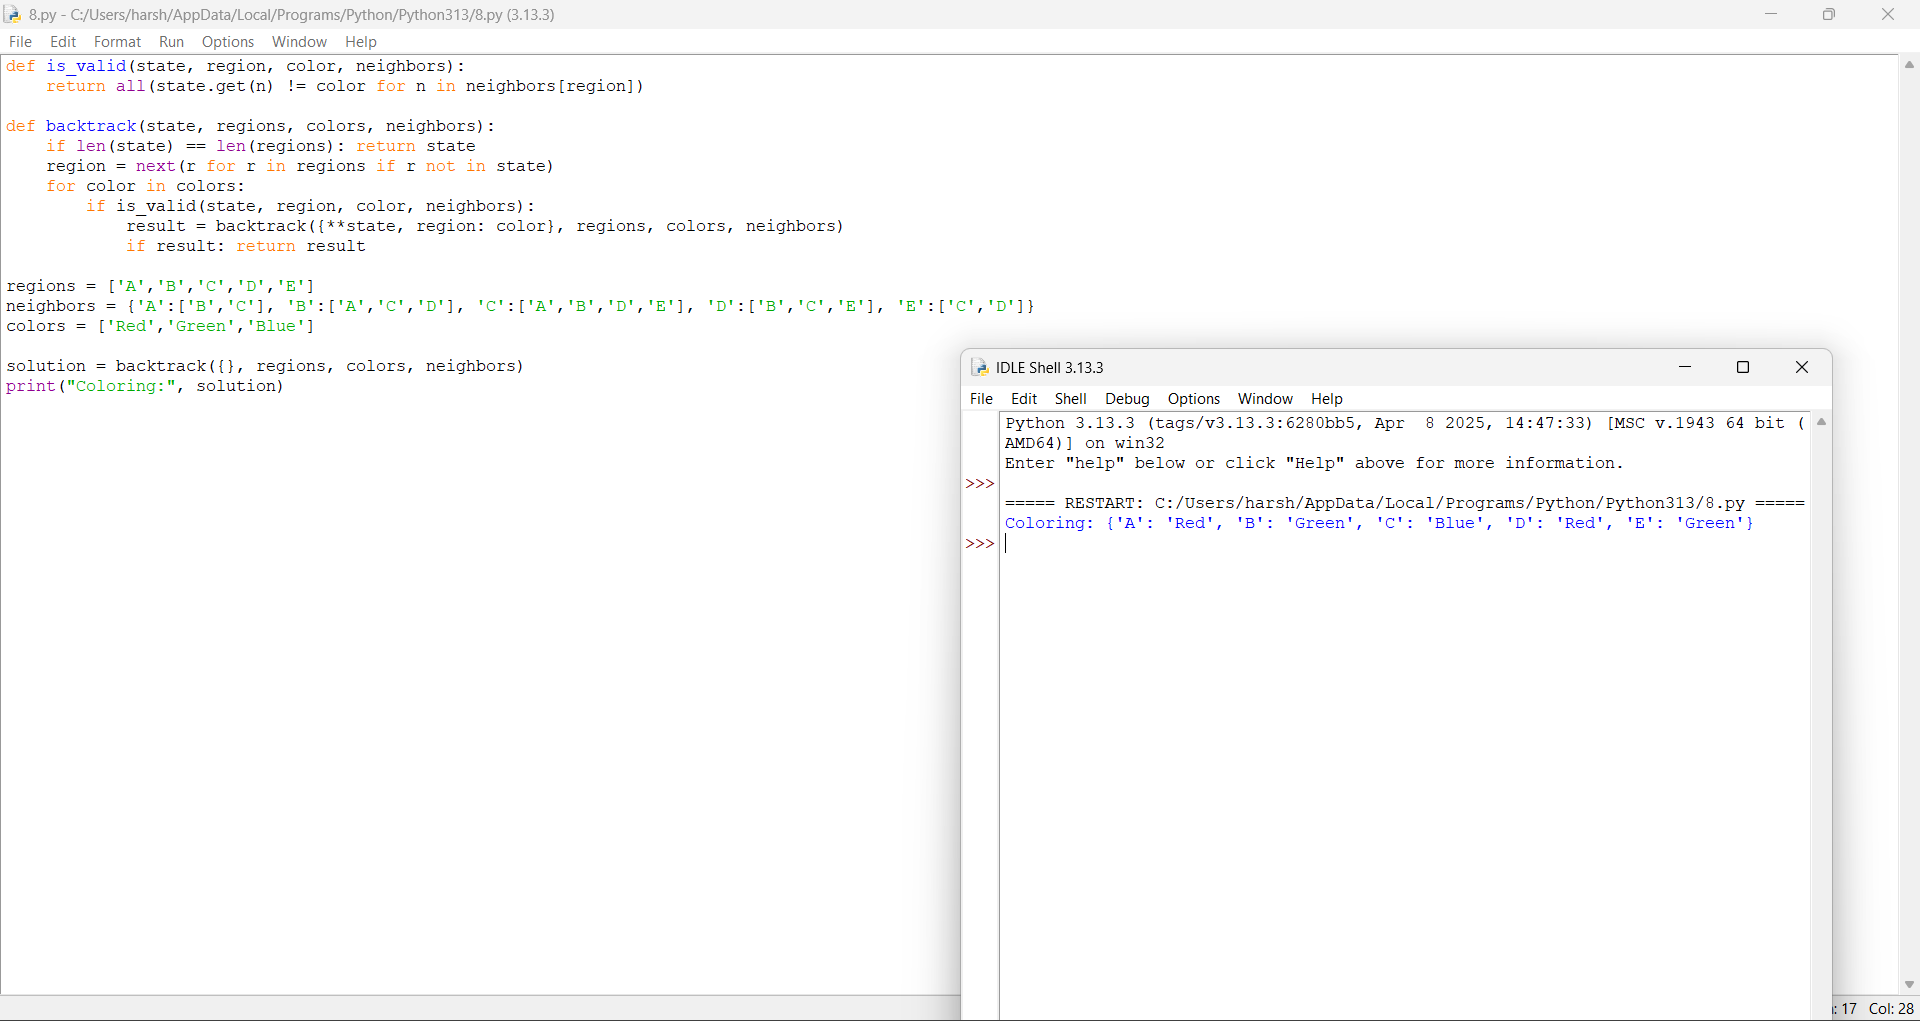 8.py - C:/Users/harsh/AppData/Local/Programs/Python/Python313/8.py (3.13.3)
File Edit Format Run Options Window Help
def is_valid(state, region, color, neighbors):
    return all(state.get(n) != color for n in neighbors[region])

def backtrack(state, regions, colors, neighbors):
    if len(state) == len(regions): return state
    region = next(r for r in regions if r not in state)
    for color in colors:
        if is_valid(state, region, color, neighbors):
            result = backtrack({**state, region: color}, regions, colors, neighbors)
            if result: return result

regions = ['A','B','C','D','E']
neighbors = {'A':['B','C'], 'B':['A','C','D'], 'C':['A','B','D','E'], 'D':['B','C','E'], 'E':['C','D']}
colors = ['Red','Green','Blue']

solution = backtrack({}, regions, colors, neighbors)
print("Coloring:", solution)
IDLE Shell 3.13.3
File Edit Shell Debug Options Window Help
Python 3.13.3 (tags/v3.13.3:6280bb5, Apr  8 2025, 14:47:33) [MSC v.1943 64 bit (
AMD64)] on win32
Enter "help" below or click "Help" above for more information.
>>>
===== RESTART: C:/Users/harsh/AppData/Local/Programs/Python/Python313/8.py =====
Coloring: {'A': 'Red', 'B': 'Green', 'C': 'Blue', 'D': 'Red', 'E': 'Green'}
>>>
: 17 Col: 28